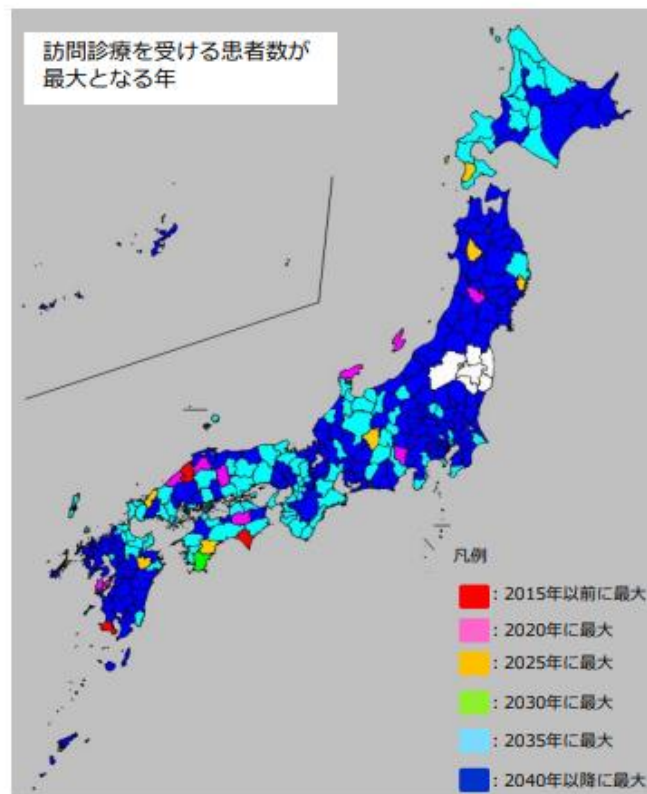 訪問診療を受ける患者数が
最大となる年
凡例
：2015年以前に最大
：2020年に最大
：2025年に最大
：2030年に最大
：2035年に最大
：2040年以降に最大